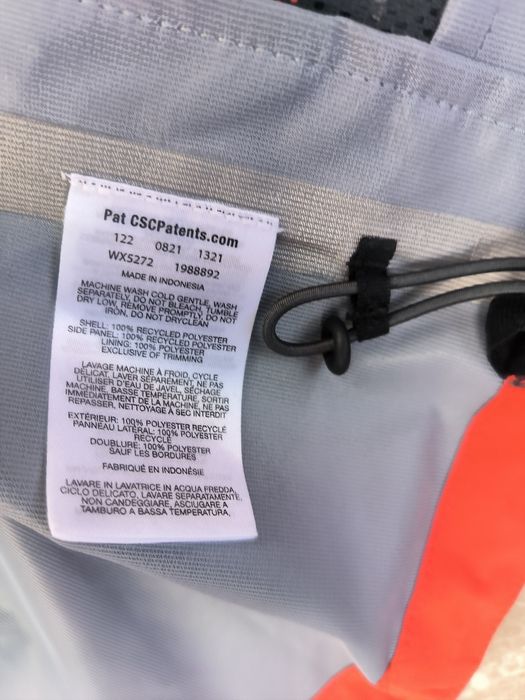 Pat CSCPatents.com
122 0821 1321
WX5272 1988892
MADE IN INDONESIA
MACHINE WASH COLD GENTLE, WASH
SEPARATELY, DO NOT BLEACH, TUMBLE
DRY LOW, REMOVE PROMPTLY, DO NOT
IRON, DO NOT DRYCLEAN
SHELL: 100% RECYCLED POLYESTER
SIDE PANEL: 100% RECYCLED POLYESTER
LINING: 100% POLYESTER
EXCLUSIVE OF TRIMMING
LAVAGE MACHINE À FROID, CYCLE
DÉLICAT, LAVER SÉPARÉMENT, NE PAS
UTILISER D'EAU DE JAVEL, SÉCHAGE
MACHINE, BASSE TEMPÉRATURE, SORTIR
IMMÉDIATEMENT DE LA MACHINE, NE PAS
REPASSER, NETTOYAGE À SEC INTERDIT
EXTÉRIEUR: 100% POLYESTER RECYCLÉ
PANNEAU LATÉRAL: 100% POLYESTER
RECYCLÉ
DOUBLURE: 100% POLYESTER
SAUF LES BORDURES
FABRIQUÉ EN INDONÉSIE
LAVARE IN LAVATRICE IN ACQUA FREDDA,
CICLO DELICATO, LAVARE SEPARATAMENTE,
NON CANDEGGIARE, ASCIUGARE A
TAMBURO A BASSA TEMPERATURA,